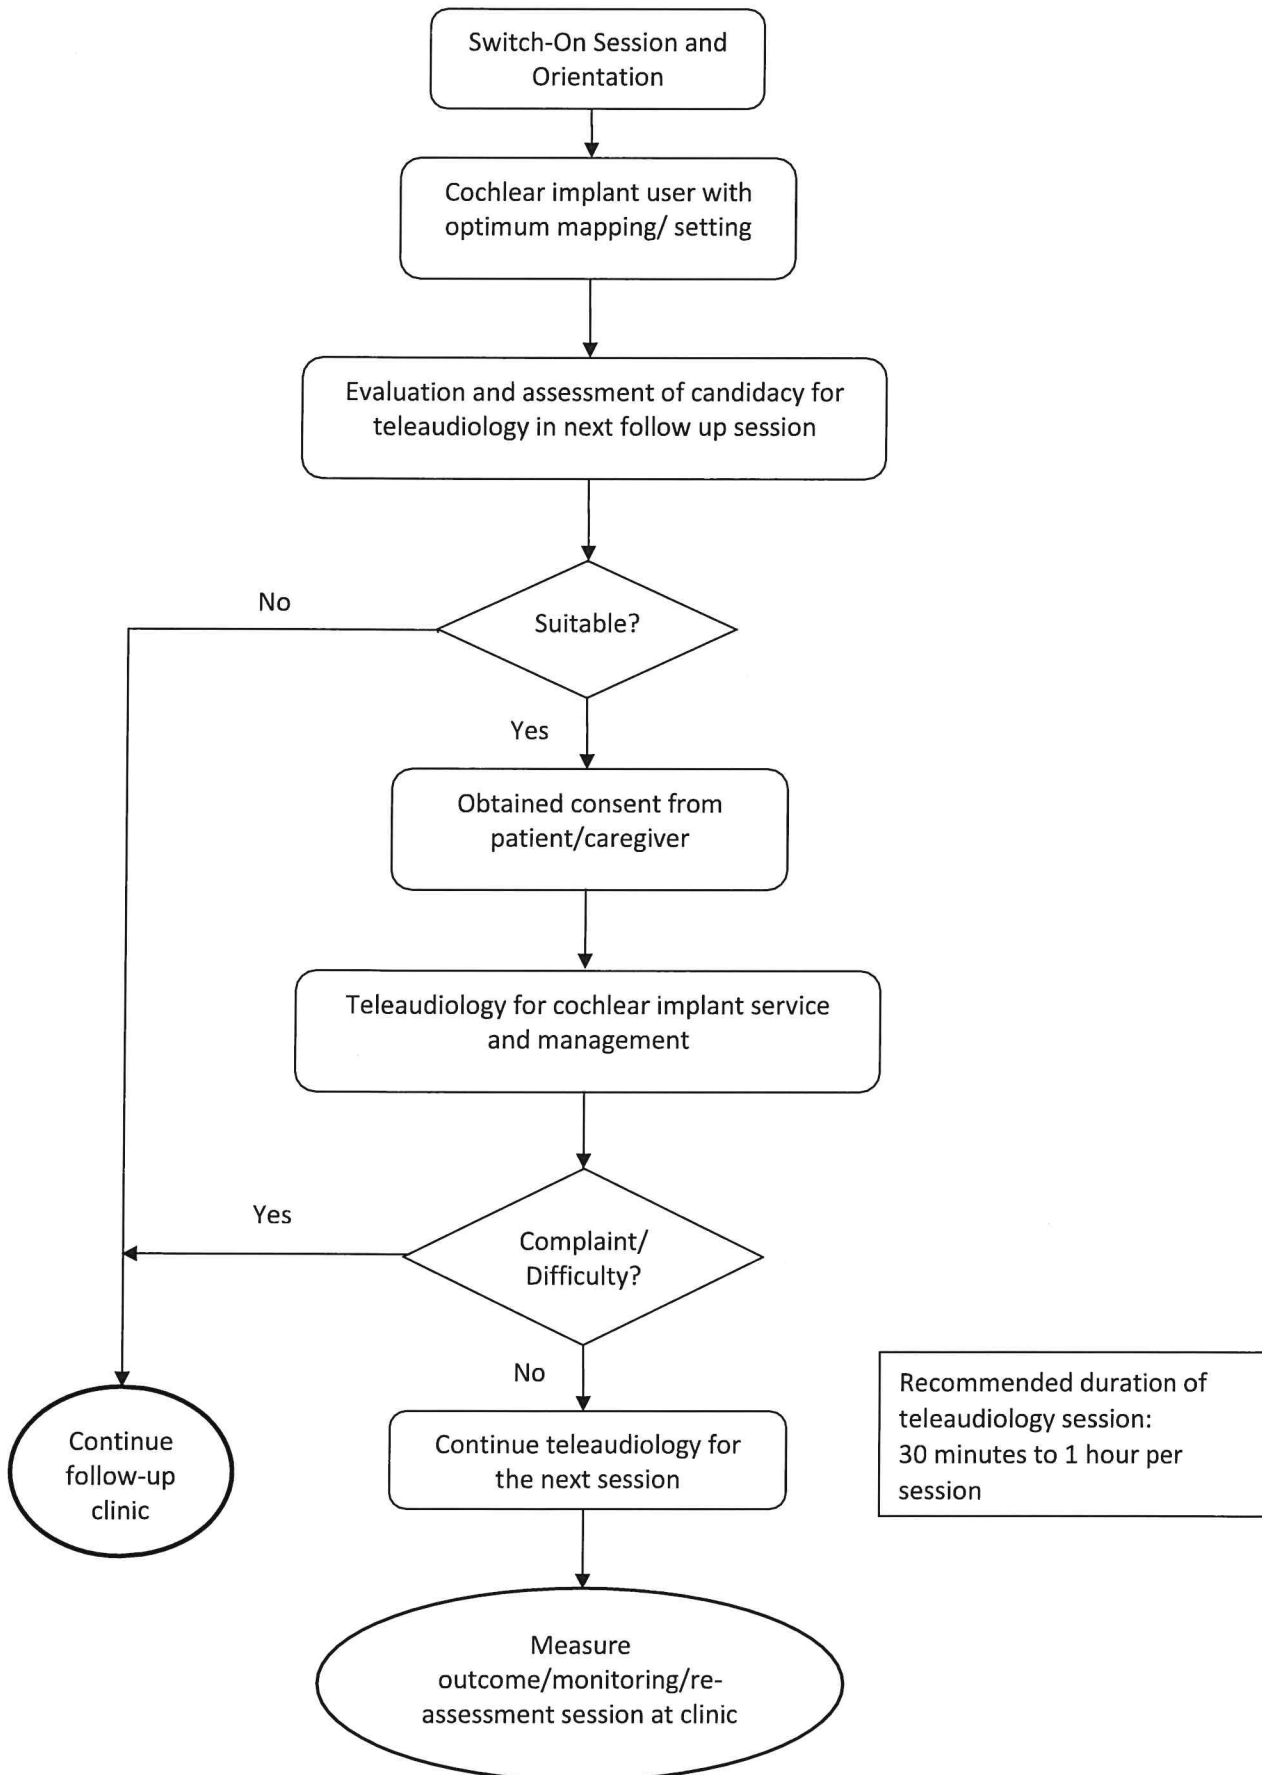 Switch-On Session and
Orientation
Cochlear implant user with
optimum mapping/ setting
Evaluation and assessment of candidacy for
teleaudiology in next follow up session
No
Suitable?
Yes
Obtained consent from
patient/caregiver
Teleaudiology for cochlear implant service
and management
Yes
Complaint/
Difficulty?
No
Continue
follow-up
clinic
Continue teleaudiology for
the next session
Recommended duration of
teleaudiology session:
30 minutes to 1 hour per
session
Measure
outcome/monitoring/re-
assessment session at clinic